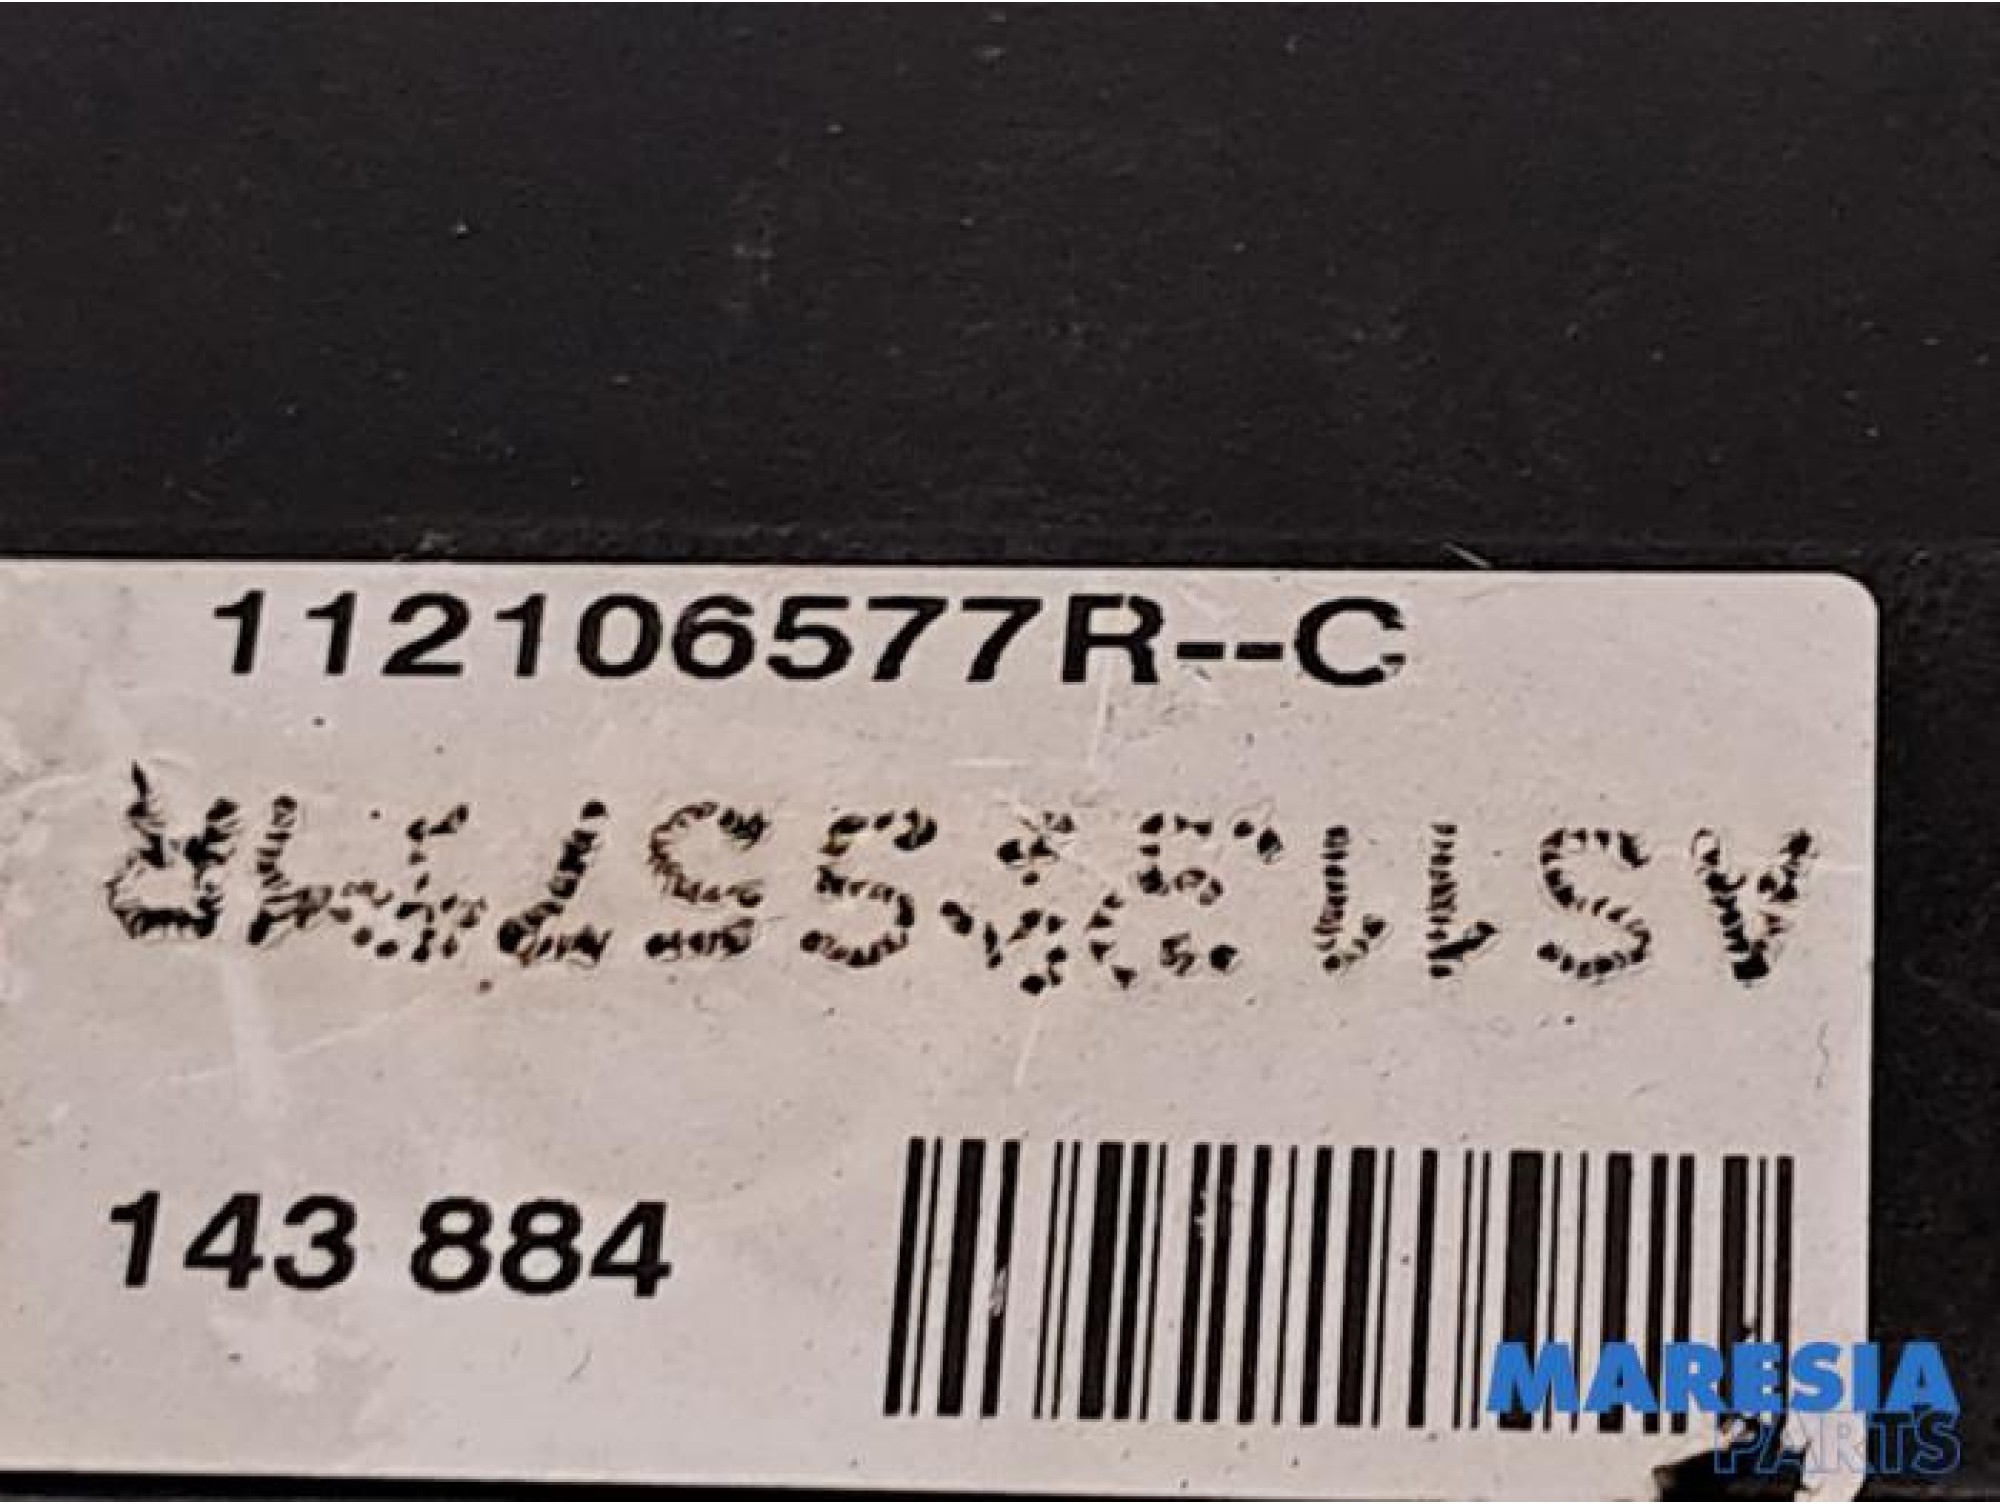 112106577R--C
143 884
MARESIA
PARTS